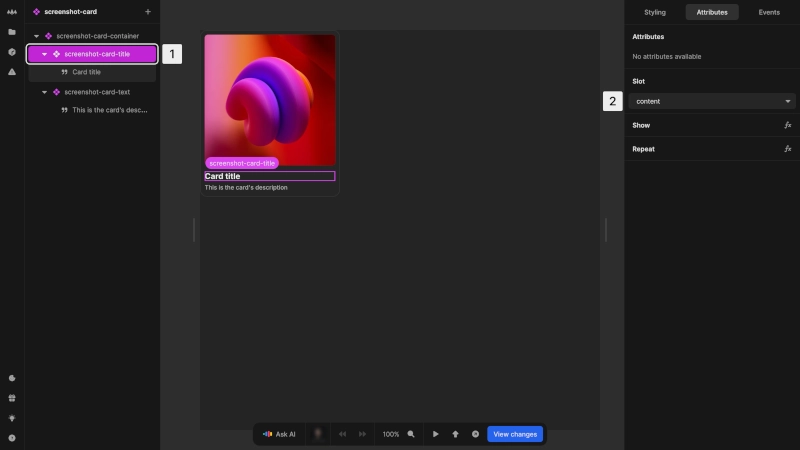 screenshot-card
screenshot-card-container
screenshot-card-title
Card title
screenshot-card-text
This is the card's desc...
1
screenshot-card-title
Card title
This is the card's description
Ask AI
100%
View changes
Styling
Attributes
Events
Attributes
No attributes available
Slot
2
content
Show
fx
Repeat
fx